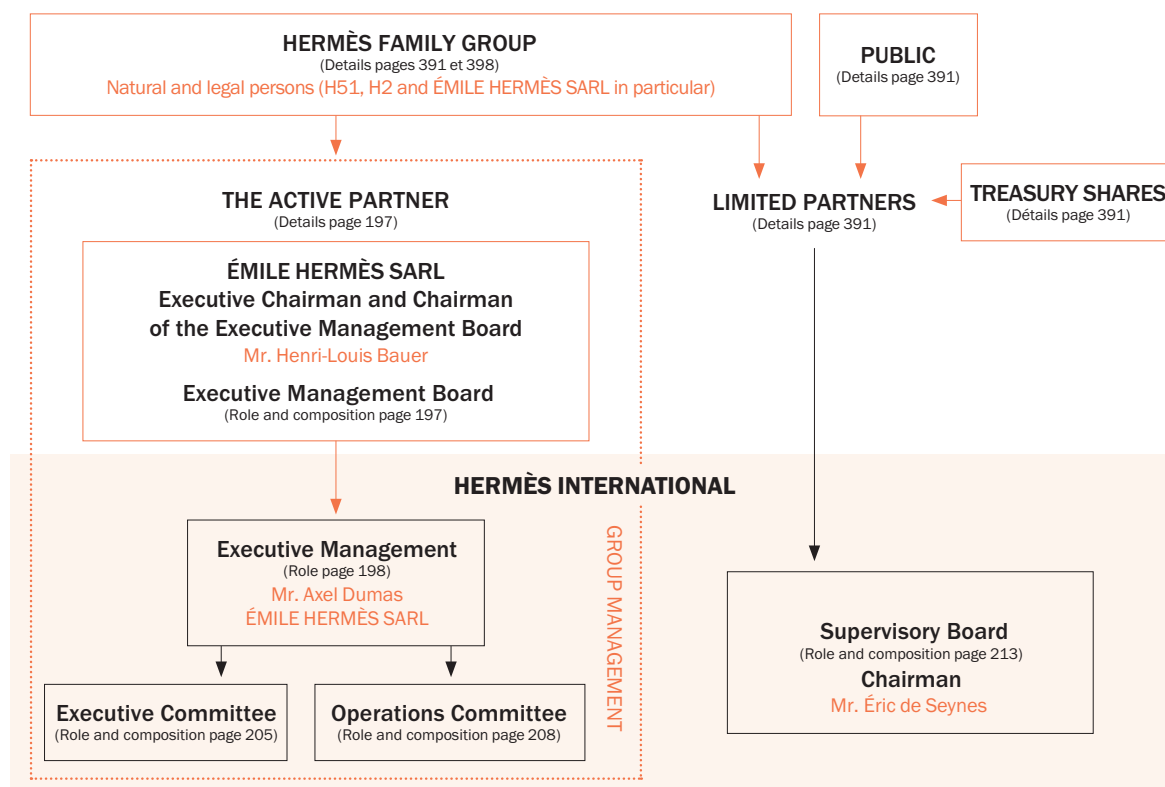 HERMÈS FAMILY GROUP
(Details pages 391 et 398)
Natural and legal persons (H51, H2 and ÉMILE HERMÈS SARL in particular)
PUBLIC
(Details page 391)
THE ACTIVE PARTNER
(Details page 197)
LIMITED PARTNERS
(Details page 391)
TREASURY SHARES
(Détails page 391)
ÉMILE HERMÈS SARL
Executive Chairman and Chairman
of the Executive Management Board
Mr. Henri-Louis Bauer
Executive Management Board
(Role and composition page 197)
HERMÈS INTERNATIONAL
Executive Management
(Role page 198)
Mr. Axel Dumas
ÉMILE HERMÈS SARL
GROUP MANAGEMENT
Executive Committee
(Role and composition page 205)
Operations Committee
(Role and composition page 208)
Supervisory Board
(Role and composition page 213)
Chairman
Mr. Éric de Seynes